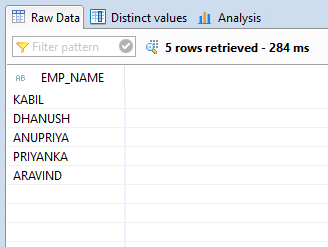 Raw Data Distinct values Analysis
Filter pattern 5 rows retrieved - 284 ms
AB EMP_NAME
KABIL
DHANUSH
ANUPRIYA
PRIYANKA
ARAVIND